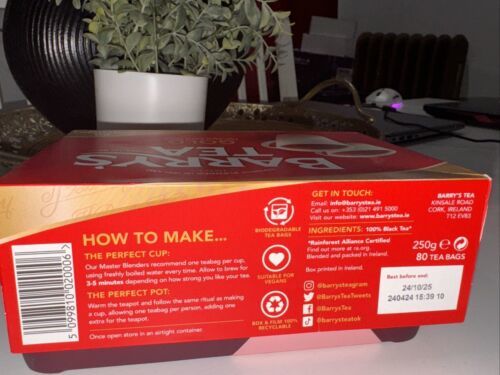 BARRY'S
TEA
GOLD
HOW TO MAKE...
THE PERFECT CUP:
Our Master Blenders recommend one teabag per cup,
using freshly boiled water every time. Allow to brew for
3-5 minutes depending on how strong you like your tea.
THE PERFECT POT:
Warm the teapot and follow the same ritual as making
a cup, allowing one teabag per person, adding one
extra for the teapot.
Once open store in an airtight container.
5 099810 020006
BIODEGRADABLE
TEA BAGS
SUITABLE FOR
VEGANS
BOX & FILM 100%
RECYCLABLE
GET IN TOUCH:
Email: info@barrystea.ie
Call us on: +353 (0)21 491 5000
Visit our website: www.barrystea.ie
INGREDIENTS: 100% Black Tea*
*Rainforest Alliance Certified
Find out more at ra.org.
Blended and packed in Ireland.
Box printed in Ireland.
@barrysteagram
@BarrysTeaTweets
@BarrysTea
@barrysteatok
BARRY'S TEA
KINSALE ROAD
CORK, IRELAND
T12 EV83
250g ℮
80 TEA BAGS
Best before end:
24/10/25
240424 15:39 10